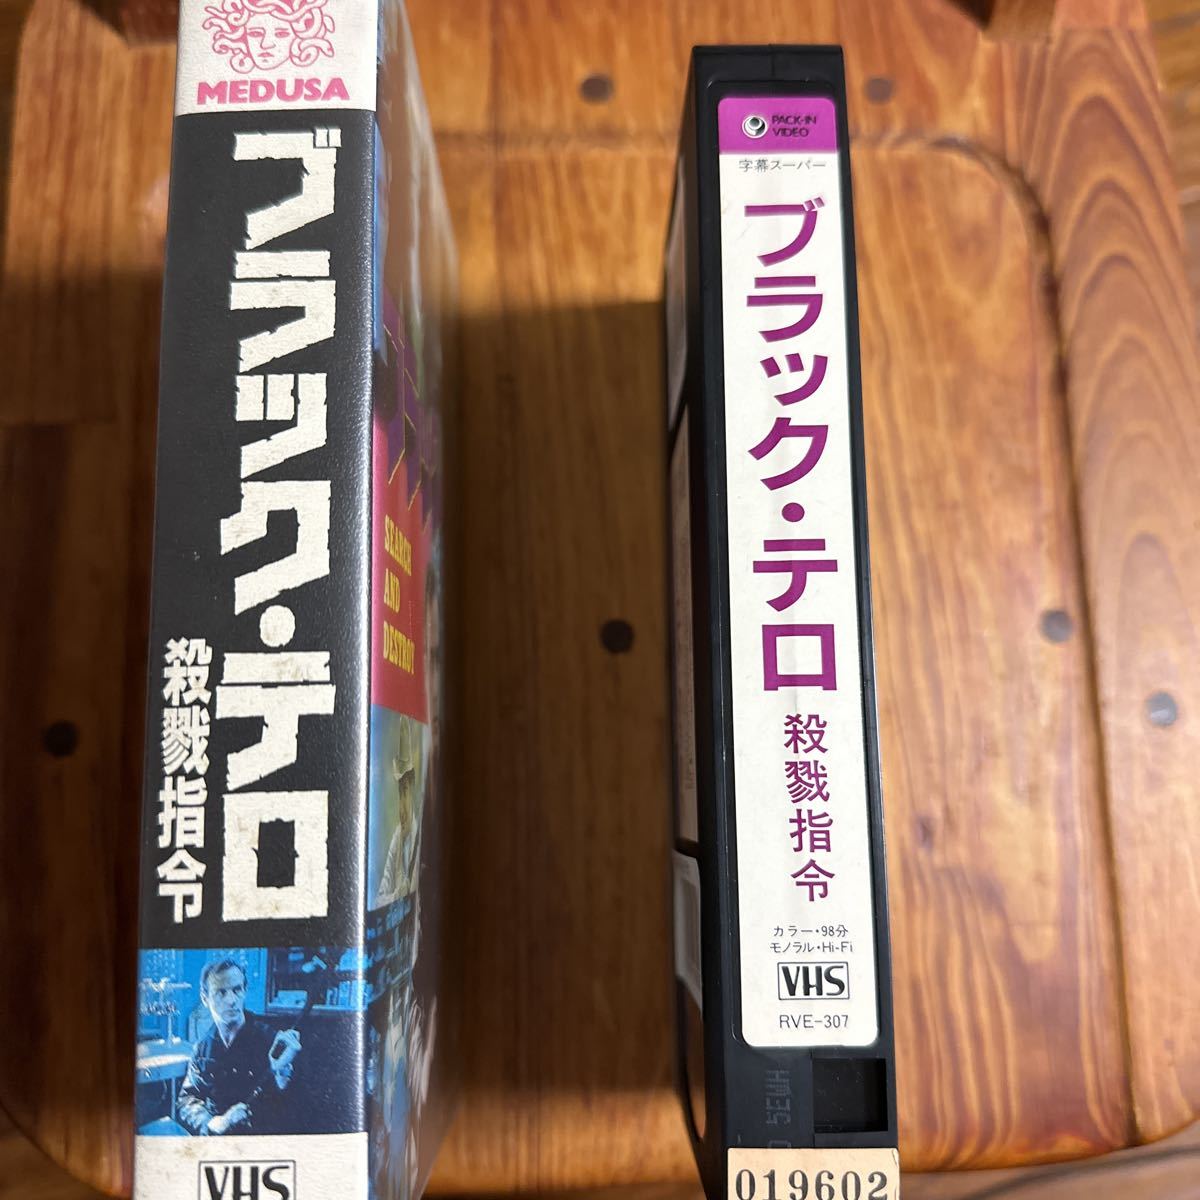 MEDUSA
ブラック・テロ
殺戮指令
VHS
SEARCH
AND
DESTROY
PACK-IN
VIDEO
字幕スーパー
ブラック・テロ
殺戮指令
カラー・98分
モノラル・Hi-Fi
VHS
RVE-307
019602